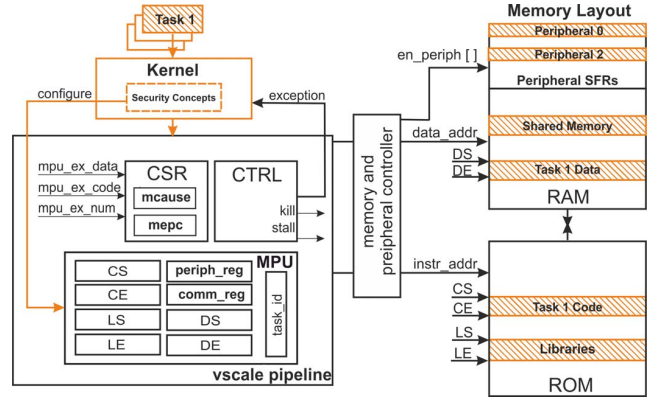 Task 1
Kernel
configure
Security Concepts
exception
mpu_ex_data
mpu_ex_code
mpu_ex_num
CSR
mcause
mepc
CTRL
kill
stall
MPU
CS
periph_reg
CE
comm_reg
LS
DS
LE
DE
task_id
vscale pipeline
memory and
preipheral controller
en_periph [ ]
data_addr
DS
DE
instr_addr
CS
CE
LS
LE
Memory Layout
Peripheral 0
Peripheral 2
Peripheral SFRs
Shared Memory
Task 1 Data
RAM
Task 1 Code
Libraries
ROM